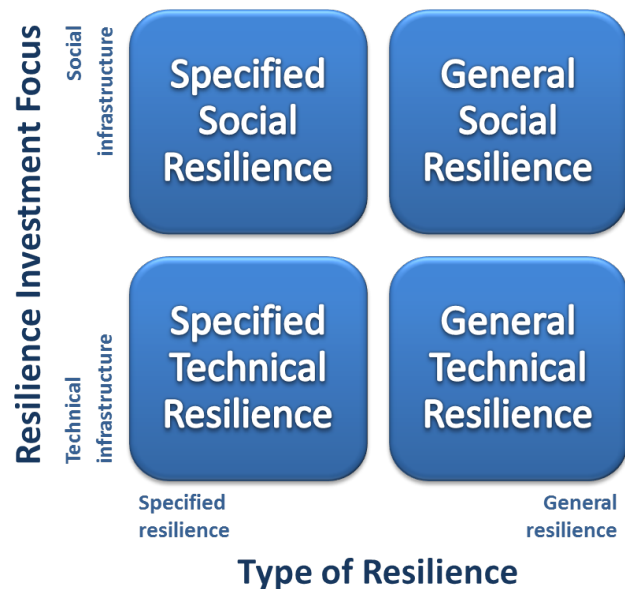 Resilience Investment Focus
Social
infrastructure
Technical
infrastructure
Specified
Social
Resilience
General
Social
Resilience
Specified
Technical
Resilience
General
Technical
Resilience
Specified
resilience
General
resilience
Type of Resilience